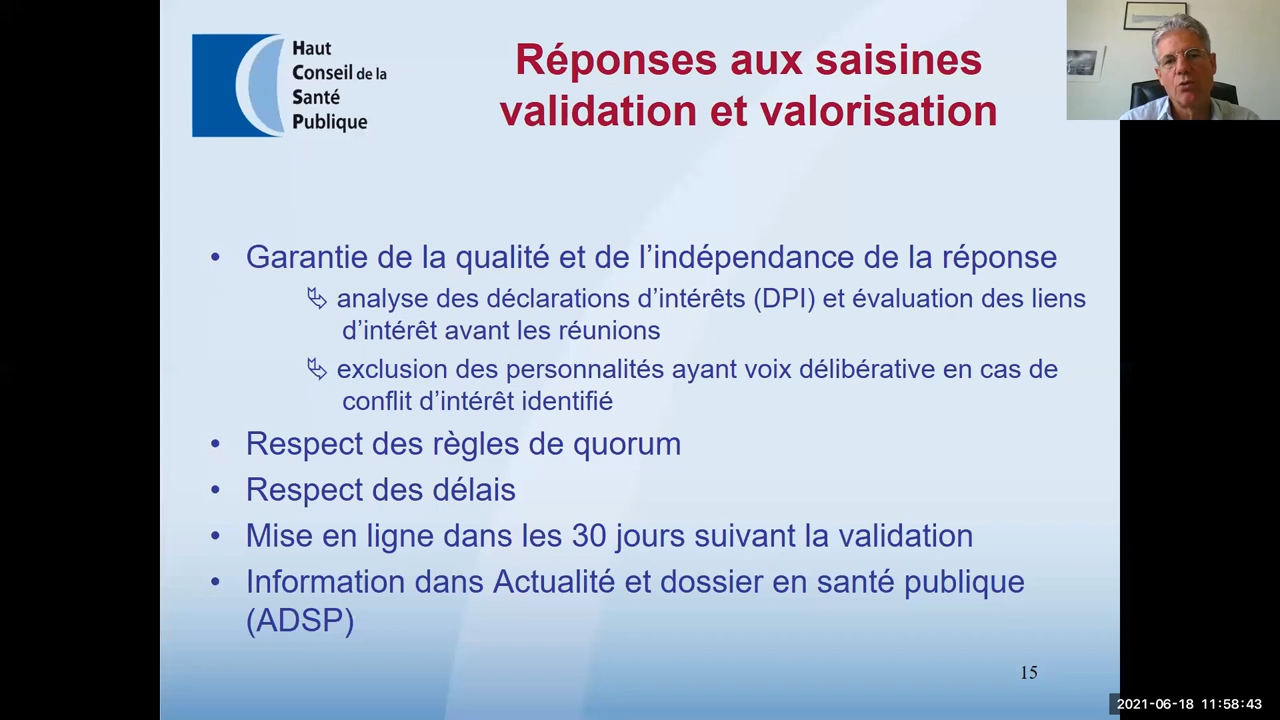 Haut
Conseil de la
Santé
Publique
Réponses aux saisines
validation et valorisation
• Garantie de la qualité et de l’indépendance de la réponse
analyse des déclarations d’intérêts (DPI) et évaluation des liens
d’intérêt avant les réunions
exclusion des personnalités ayant voix délibérative en cas de
conflit d’intérêt identifié
• Respect des règles de quorum
• Respect des délais
• Mise en ligne dans les 30 jours suivant la validation
• Information dans Actualité et dossier en santé publique
(ADSP)
15
2021-06-18 11:58:43